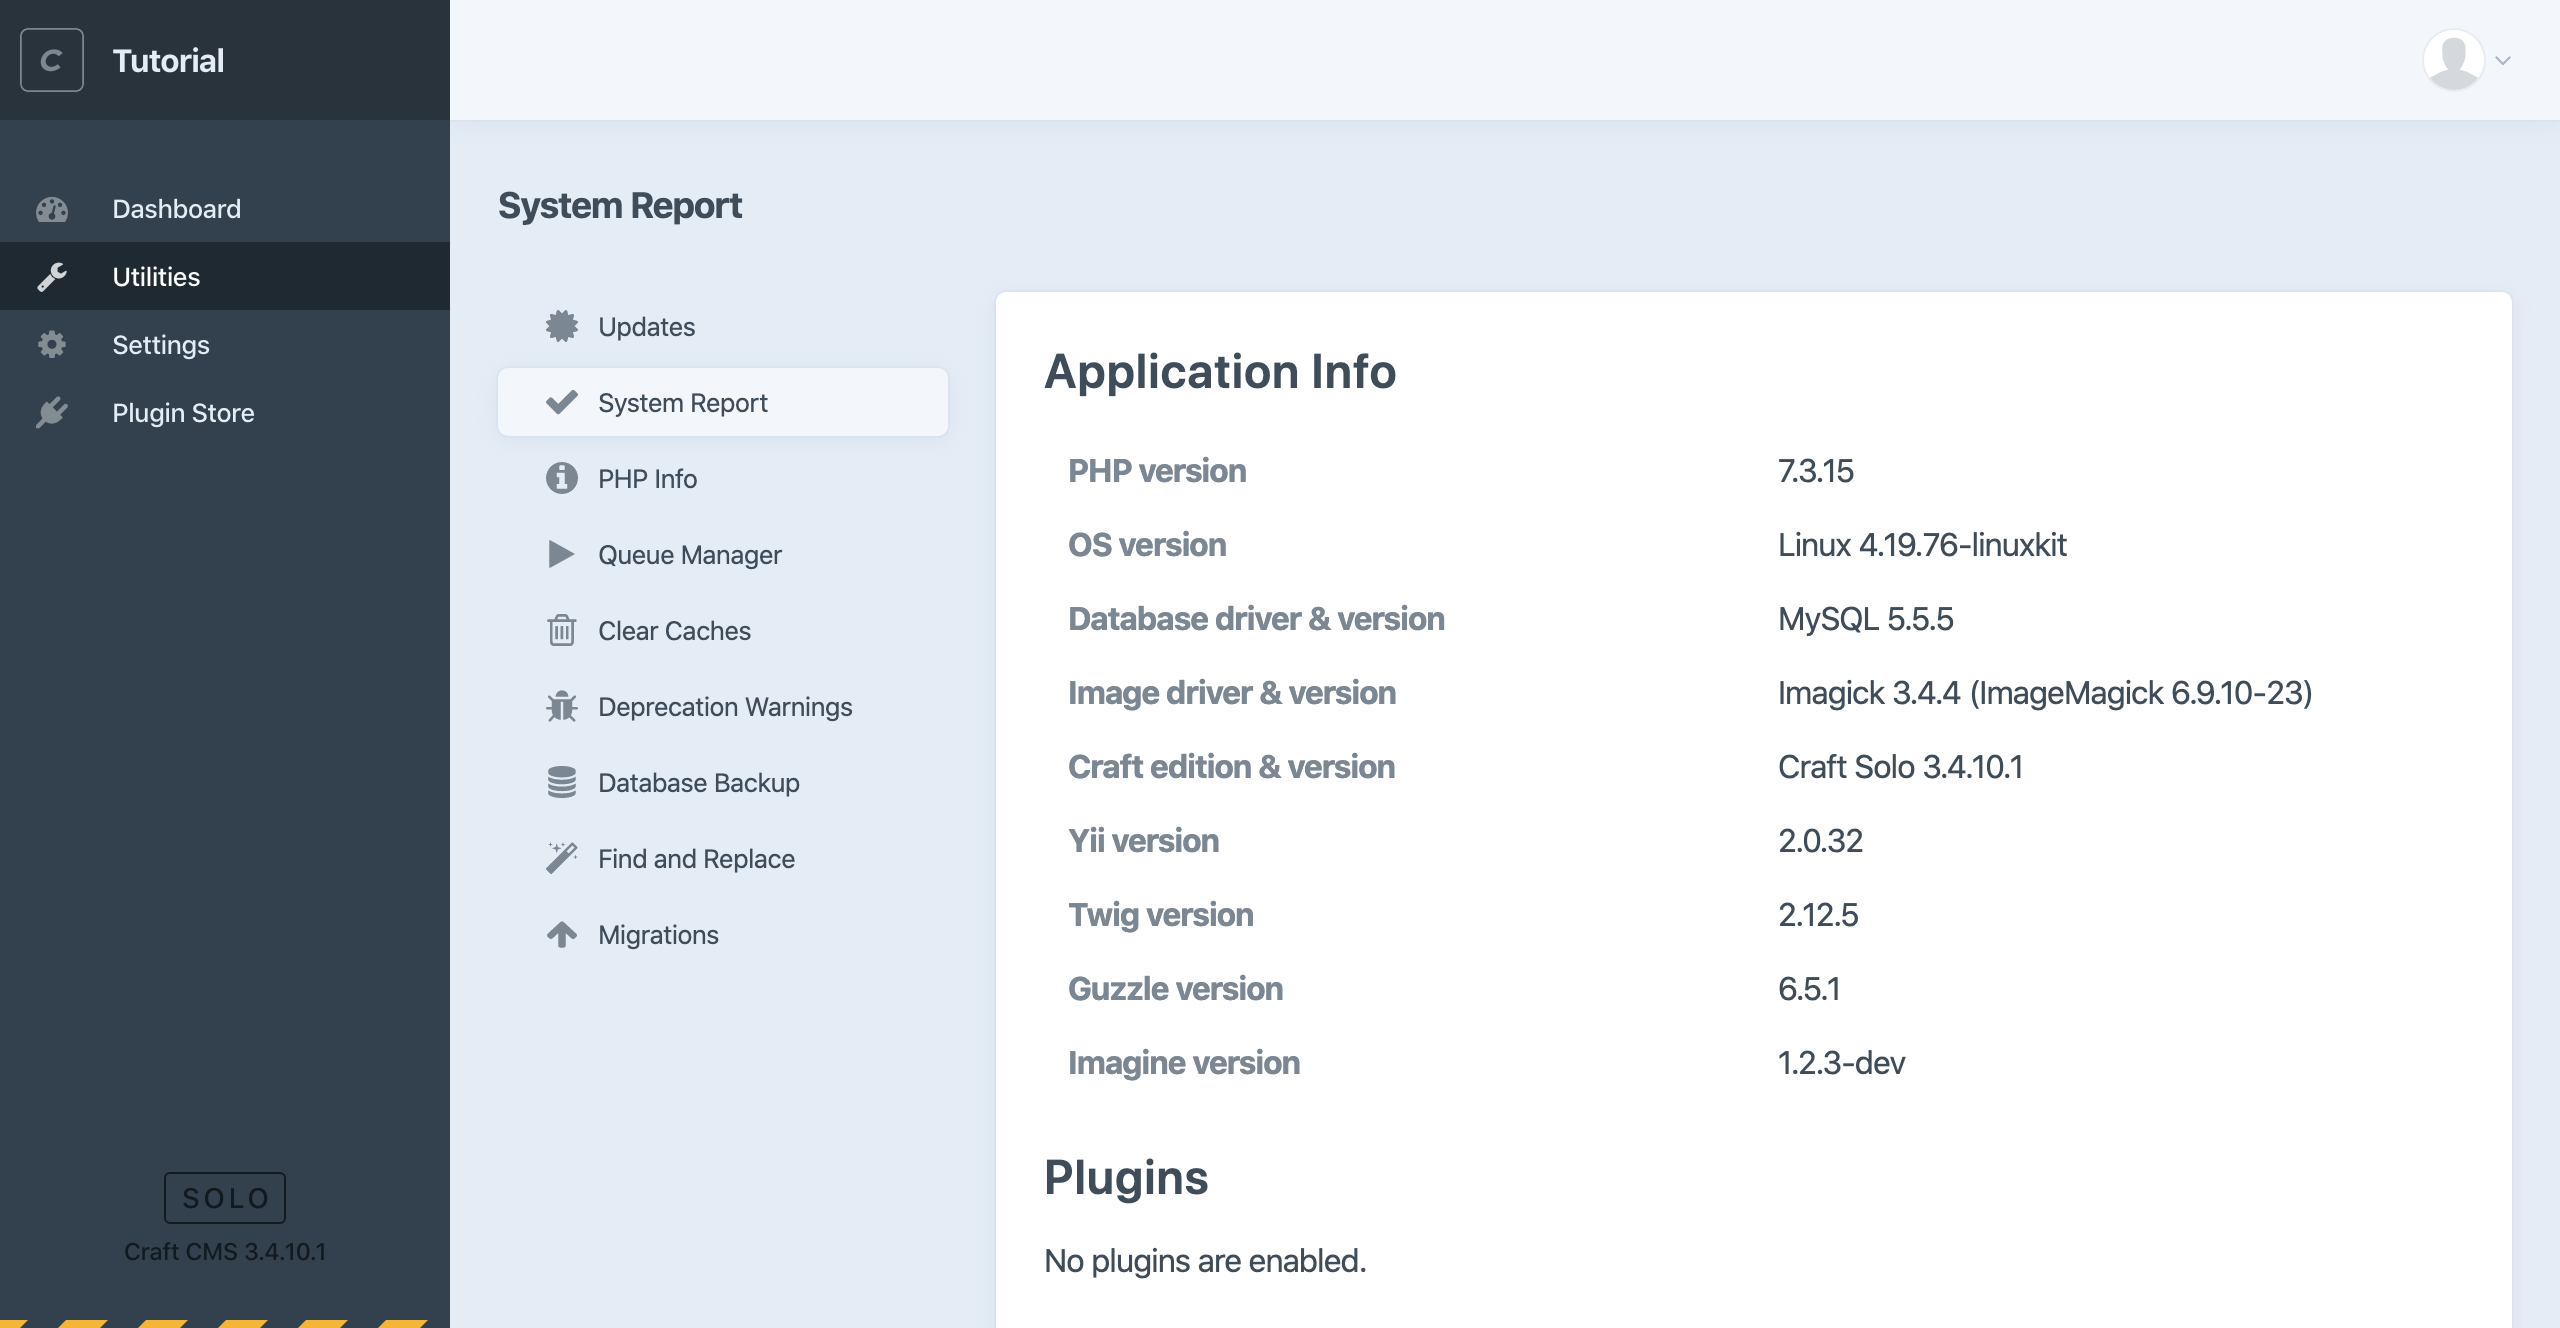 C
Tutorial
Dashboard
Utilities
Settings
Plugin Store
SOLO
Craft CMS 3.4.10.1
System Report
Updates
System Report
PHP Info
Queue Manager
Clear Caches
Deprecation Warnings
Database Backup
Find and Replace
Migrations
Application Info
PHP version 7.3.15
OS version Linux 4.19.76-linuxkit
Database driver & version MySQL 5.5.5
Image driver & version Imagick 3.4.4 (ImageMagick 6.9.10-23)
Craft edition & version Craft Solo 3.4.10.1
Yii version 2.0.32
Twig version 2.12.5
Guzzle version 6.5.1
Imagine version 1.2.3-dev
Plugins
No plugins are enabled.